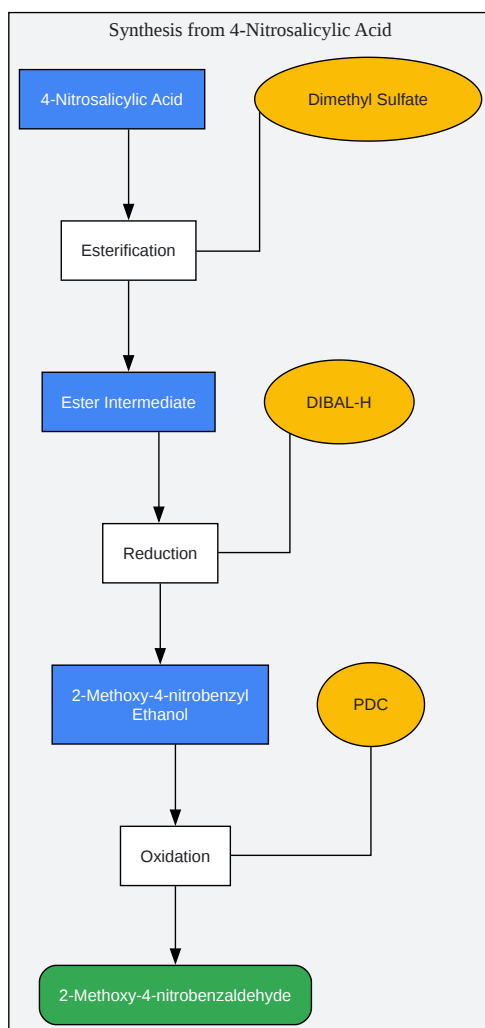 Synthesis from 4-Nitrosalicylic Acid
4-Nitrosalicylic Acid
Dimethyl Sulfate
Esterification
Ester Intermediate
DIBAL-H
Reduction
2-Methoxy-4-nitrobenzyl
Ethanol
PDC
Oxidation
2-Methoxy-4-nitrobenzaldehyde